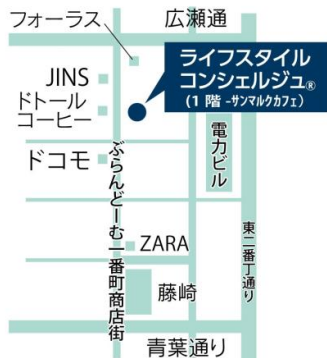 フォーラス
広瀬通
ライフスタイル
コンシェルジュ®
(1階-サンマルクカフェ)
JINS
ドトール
コーヒー
電力ビル
ドコモ
ぶらんどーむ一番町商店街
東二番丁通り
ZARA
藤崎
青葉通り